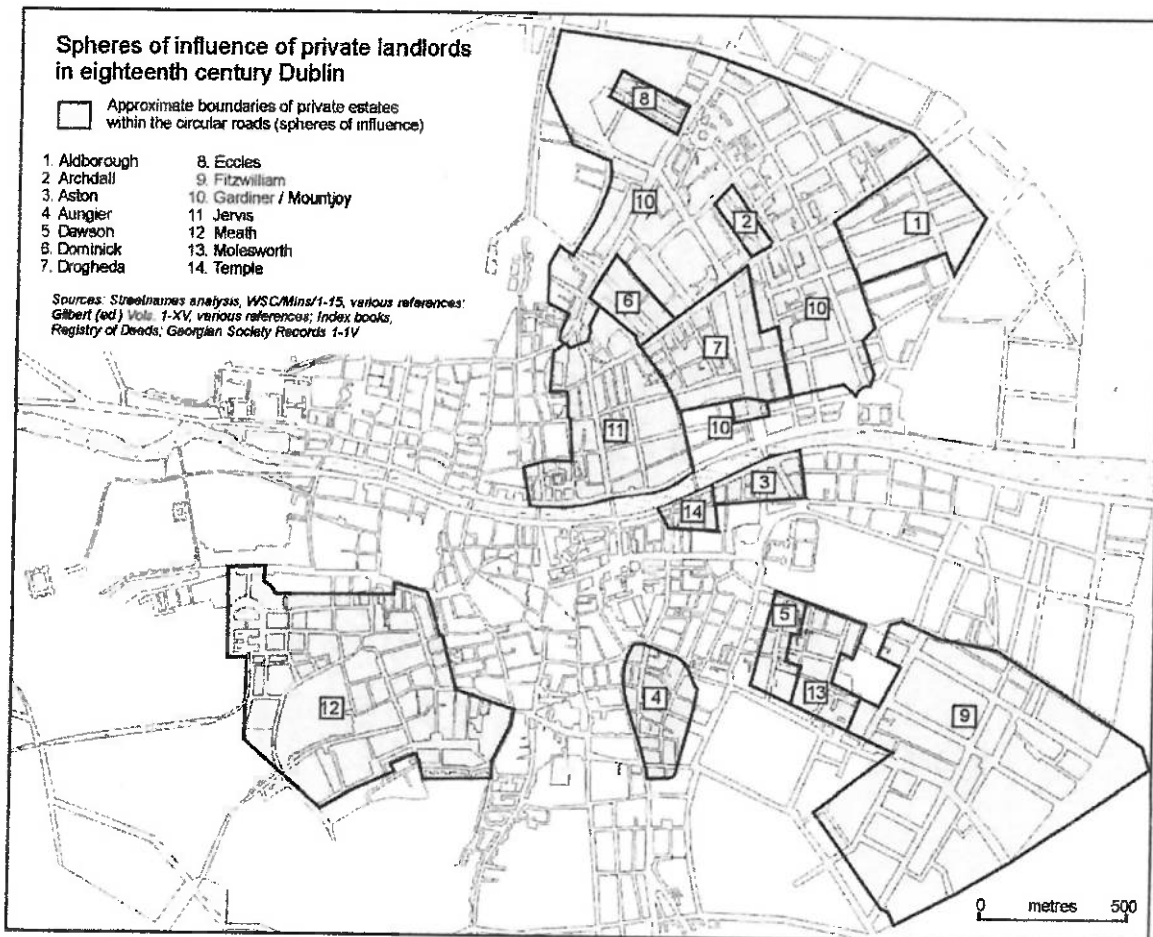 Spheres of influence of private landlords
in eighteenth century Dublin
Approximate boundaries of private estates
within the circular roads (spheres of influence)
1. Aldborough
2 Archdall
3. Aston
4 Aungier
5 Dawson
6. Dominick
7. Drogheda
8. Eccles
9. Fitzwilliam
10. Gardiner / Mountjoy
11 Jervis
12 Meath
13. Molesworth
14. Temple
Sources: Streetnames analysis, WSC/Mins/1-15, various references;
Gilbert (ed) Vols. 1-XV, various references; Index books,
Registry of Deeds; Georgian Society Records 1-1V
8
10
2
1
6
10
7
10
11
3
14
5
4
13
12
9
0 metres 500